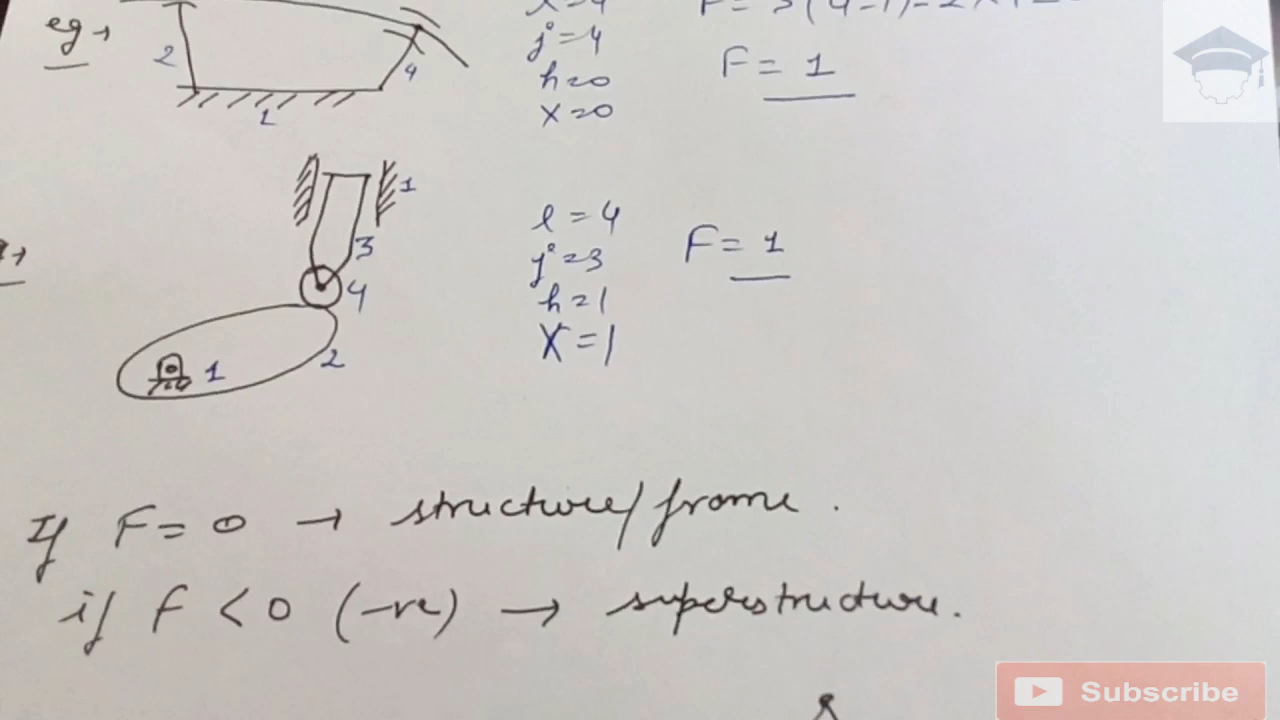 eg →
2
4
1
l = 4
j = 4
h = 0
x = 0
F = 1
1
3
4
2
1
l = 4
j = 3
h = 1
X = 1
F = 1
If F = 0 → structure/frame.
if F < 0 (-ve) → superstructure.
Subscribe